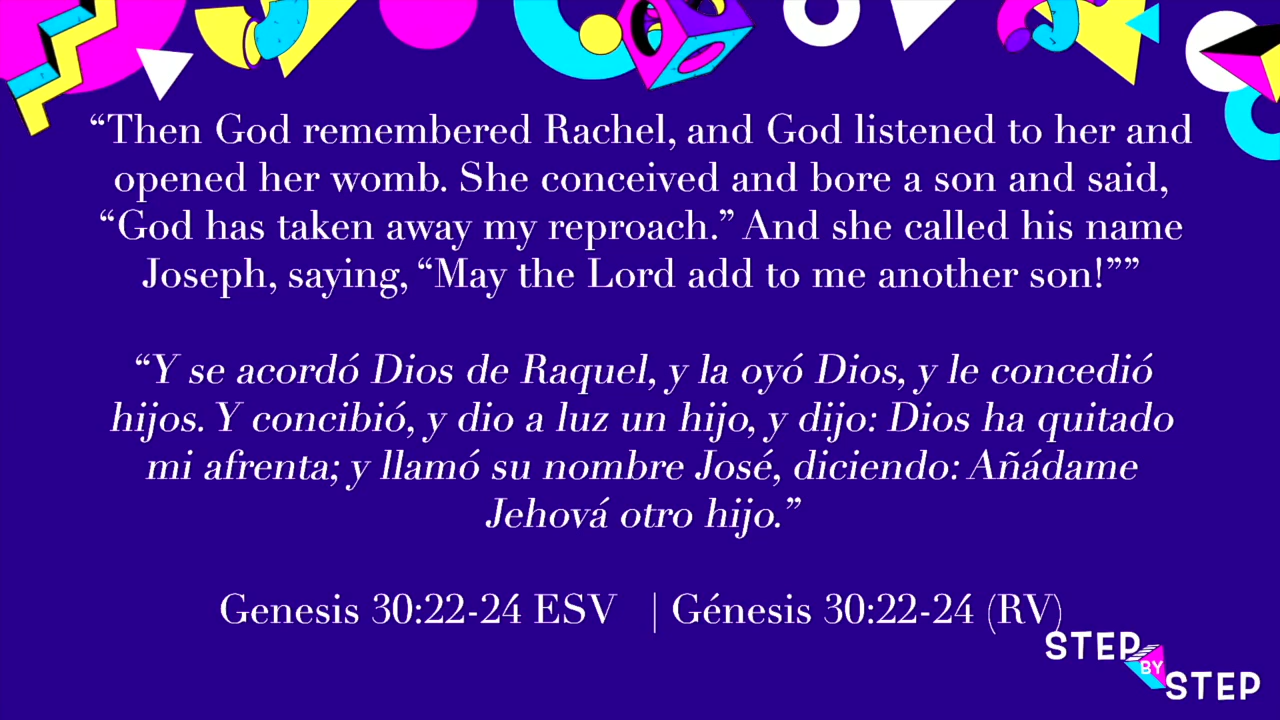 “Then God remembered Rachel, and God listened to her and
opened her womb. She conceived and bore a son and said,
“God has taken away my reproach.” And she called his name
Joseph, saying, “May the Lord add to me another son!””
“Y se acordó Dios de Raquel, y la oyó Dios, y le concedió
hijos. Y concibió, y dio a luz un hijo, y dijo: Dios ha quitado
mi afrenta; y llamó su nombre José, diciendo: Añádame
Jehová otro hijo.”
Genesis 30:22-24 ESV | Génesis 30:22-24 (RV)
STEP
BY
STEP